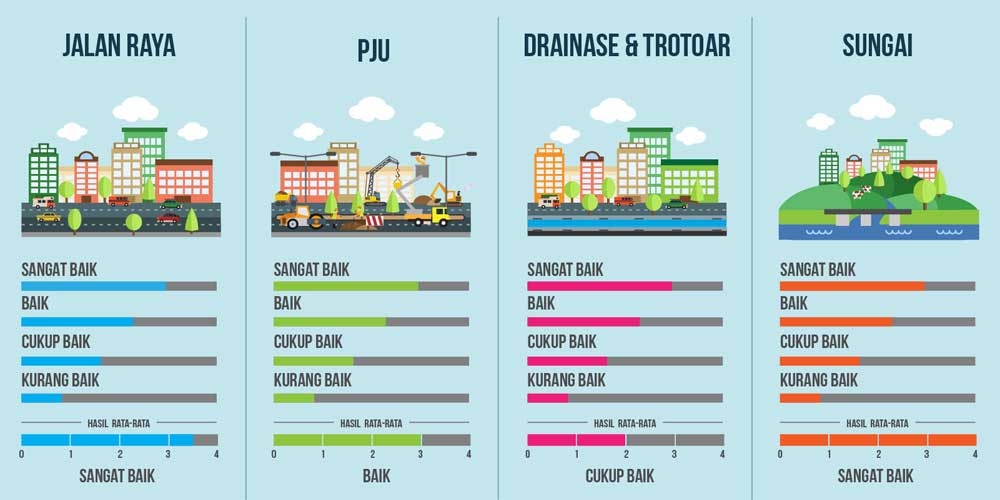 JALAN RAYA
SANGAT BAIK
BAIK
CUKUP BAIK
KURANG BAIK
HASIL RATA-RATA
0 1 2 3 4
SANGAT BAIK
PJU
SANGAT BAIK
BAIK
CUKUP BAIK
KURANG BAIK
HASIL RATA-RATA
0 1 2 3 4
BAIK
DRAINASE & TROTOAR
SANGAT BAIK
BAIK
CUKUP BAIK
KURANG BAIK
HASIL RATA-RATA
0 1 2 3 4
CUKUP BAIK
SUNGAI
SANGAT BAIK
BAIK
CUKUP BAIK
KURANG BAIK
HASIL RATA-RATA
0 1 2 3 4
SANGAT BAIK